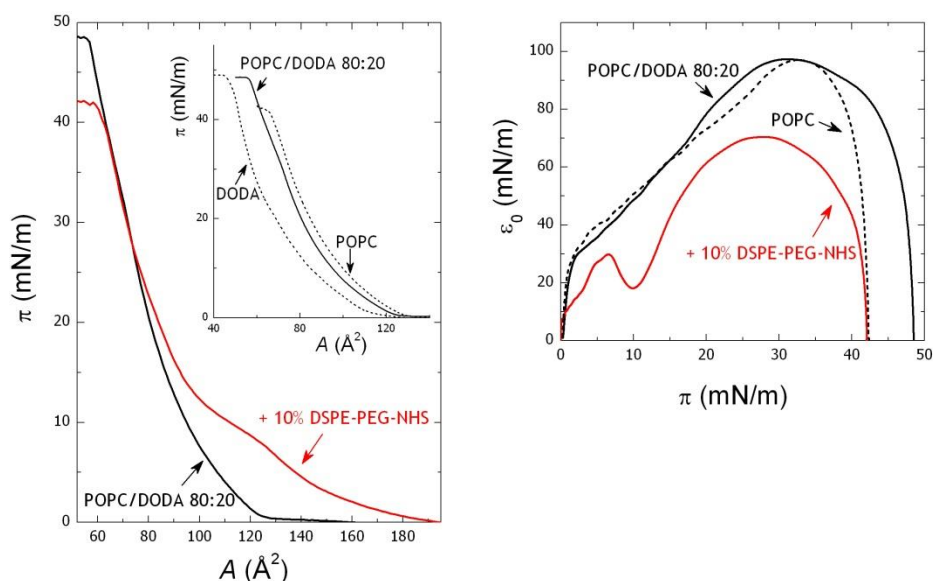 50
40
30
20
10
0
π (mN/m)
60 80 100 120 140 160 180
A (Å²)
POPC/DODA 80:20
+ 10% DSPE-PEG-NHS
π (mN/m)
40
20
0
40 80 120
A (Å²)
POPC/DODA 80:20
DODA
POPC
100
80
60
40
20
0
ε₀ (mN/m)
0 10 20 30 40 50
π (mN/m)
POPC/DODA 80:20
POPC
+ 10% DSPE-PEG-NHS